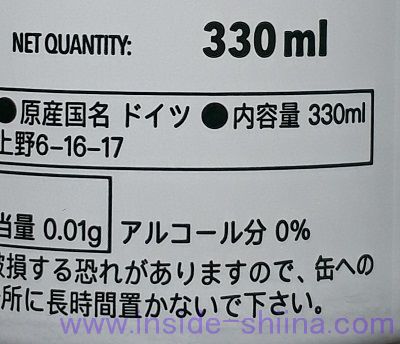 NET QUANTITY: 330 ml
●原産国名 ドイツ ●内容量 330ml
上野6-16-17
当量 0.01g アルコール分 0%
破損する恐れがありますので、缶への
所に長時間置かないで下さい。
www.inside-shiina.com